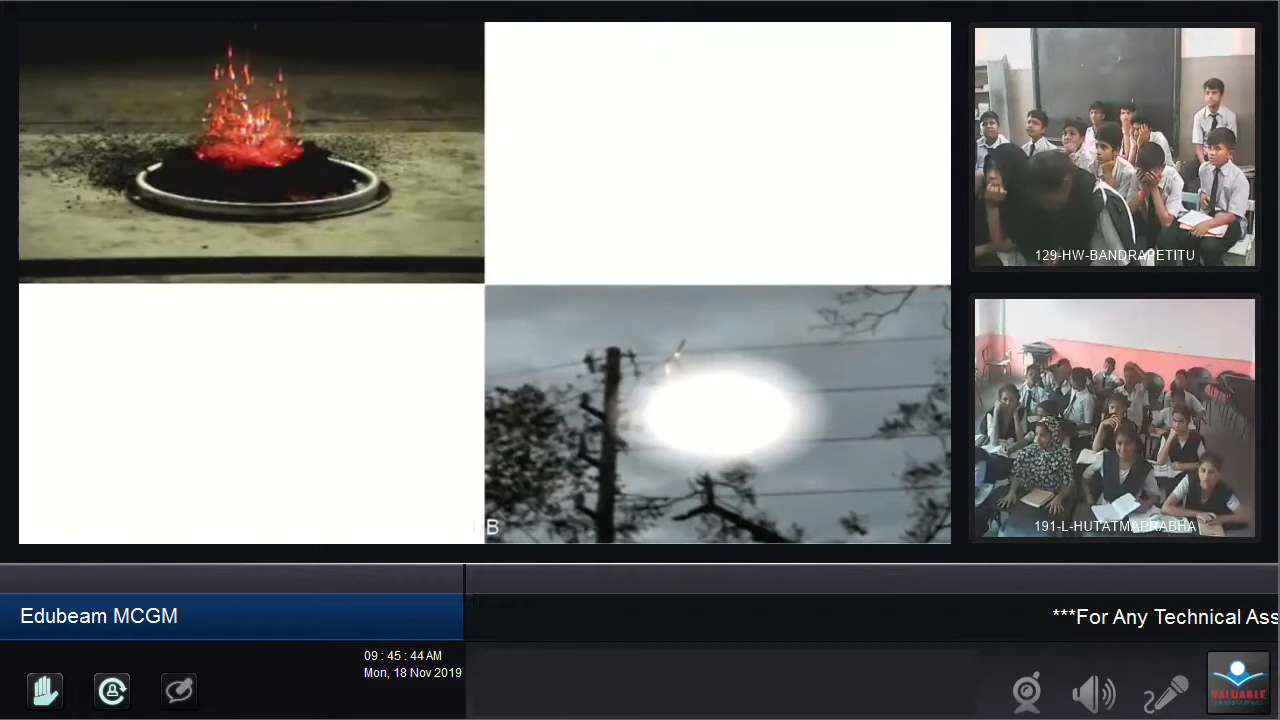 129-HW-BANDRAPETITU
191-L-HUTATMAPRABHA
B
Edubeam MCGM
***For Any Technical Ass
09 : 45 : 44 AM
Mon, 18 Nov 2019
VALUABLE